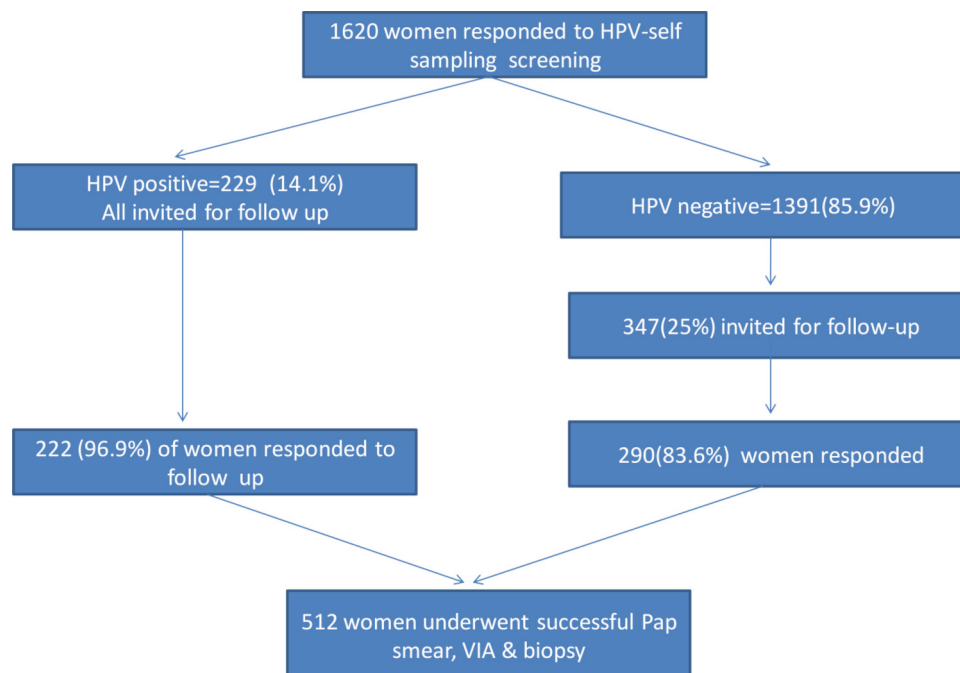 1620 women responded to HPV-self
sampling screening
HPV positive=229 (14.1%)
All invited for follow up
HPV negative=1391(85.9%)
347(25%) invited for follow-up
222 (96.9%) of women responded to
follow up
290(83.6%) women responded
512 women underwent successful Pap
smear, VIA & biopsy